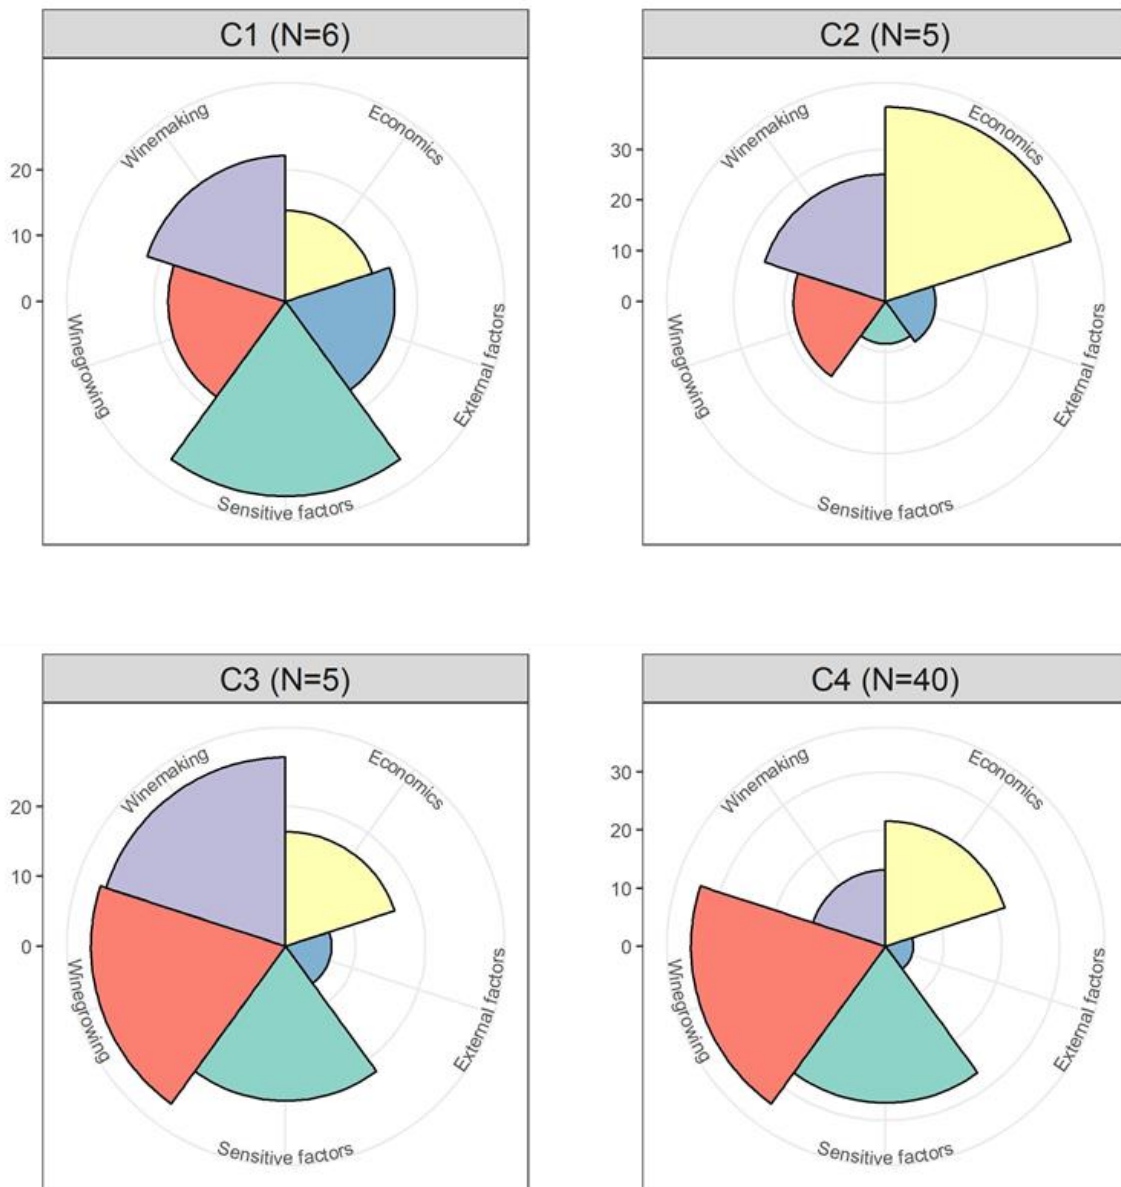 C1 (N=6)
Winemaking
Economics
20
10
0
Winegrowing
External factors
Sensitive factors
C2 (N=5)
Winemaking
Economics
30
20
10
0
Winegrowing
External factors
Sensitive factors
C3 (N=5)
Winemaking
Economics
20
10
0
Winegrowing
External factors
Sensitive factors
C4 (N=40)
Winemaking
Economics
30
20
10
0
Winegrowing
External factors
Sensitive factors